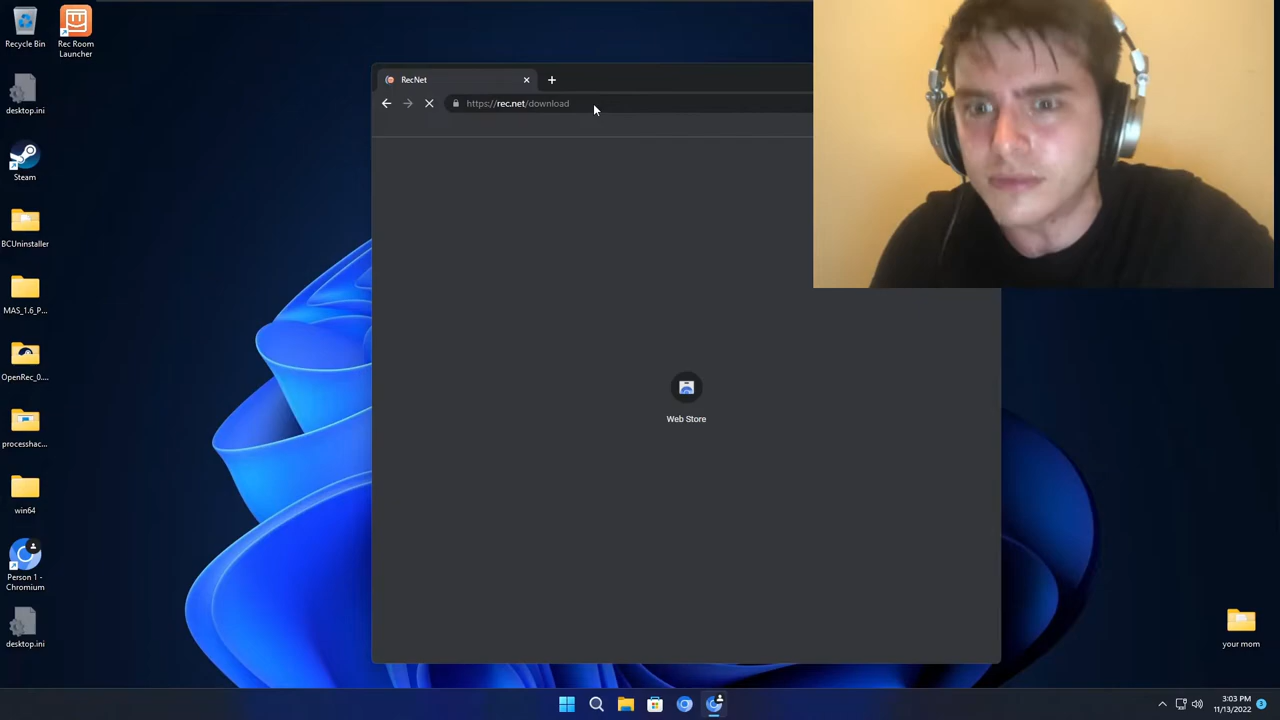 Recycle Bin
Rec Room
Launcher
desktop.ini
Steam
BCUninstaller
MAS_1.6_P...
OpenRec_0....
processhac...
win64
Person 1 -
Chromium
desktop.ini
RecNet
https://rec.net/download
Web Store
your mom
3:03 PM
11/13/2022
3